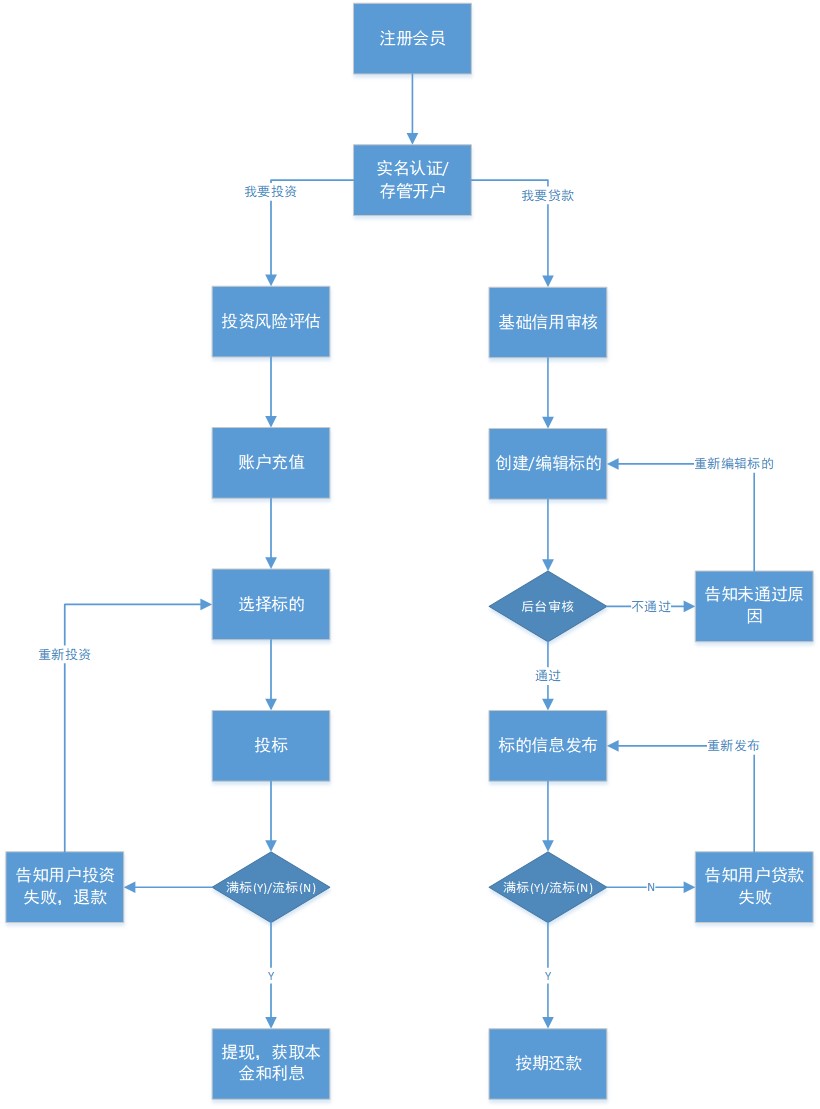 注册会员
实名认证/
存管开户
我要投资
我要贷款
投资风险评估
基础信用审核
账户充值
创建/编辑标的
重新编辑标的
选择标的
后台审核
不通过
告知未通过原
因
重新投资
通过
投标
标的信息发布
重新发布
告知用户投资
失败，退款
满标(Y)/流标(N)
满标(Y)/流标(N)
N
告知用户贷款
失败
Y
Y
提现，获取本
金和利息
按期还款